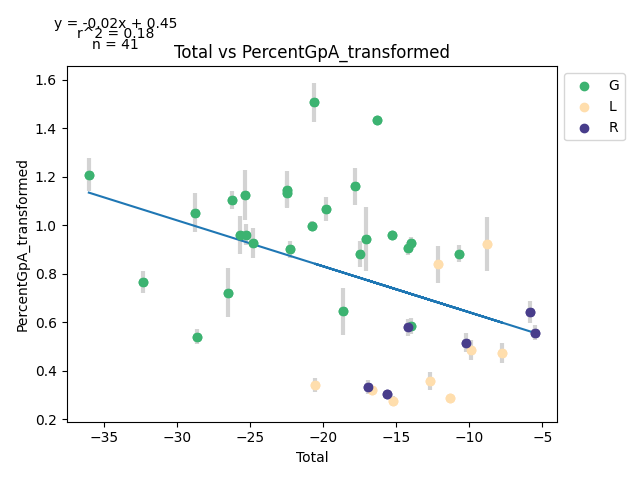 y = -0.02x + 0.45
r^2 = 0.18
n = 41
Total vs PercentGpA_transformed
G
L
R
PercentGpA_transformed
1.6
1.4
1.2
1.0
0.8
0.6
0.4
0.2
−35
−30
−25
−20
−15
−10
−5
Total